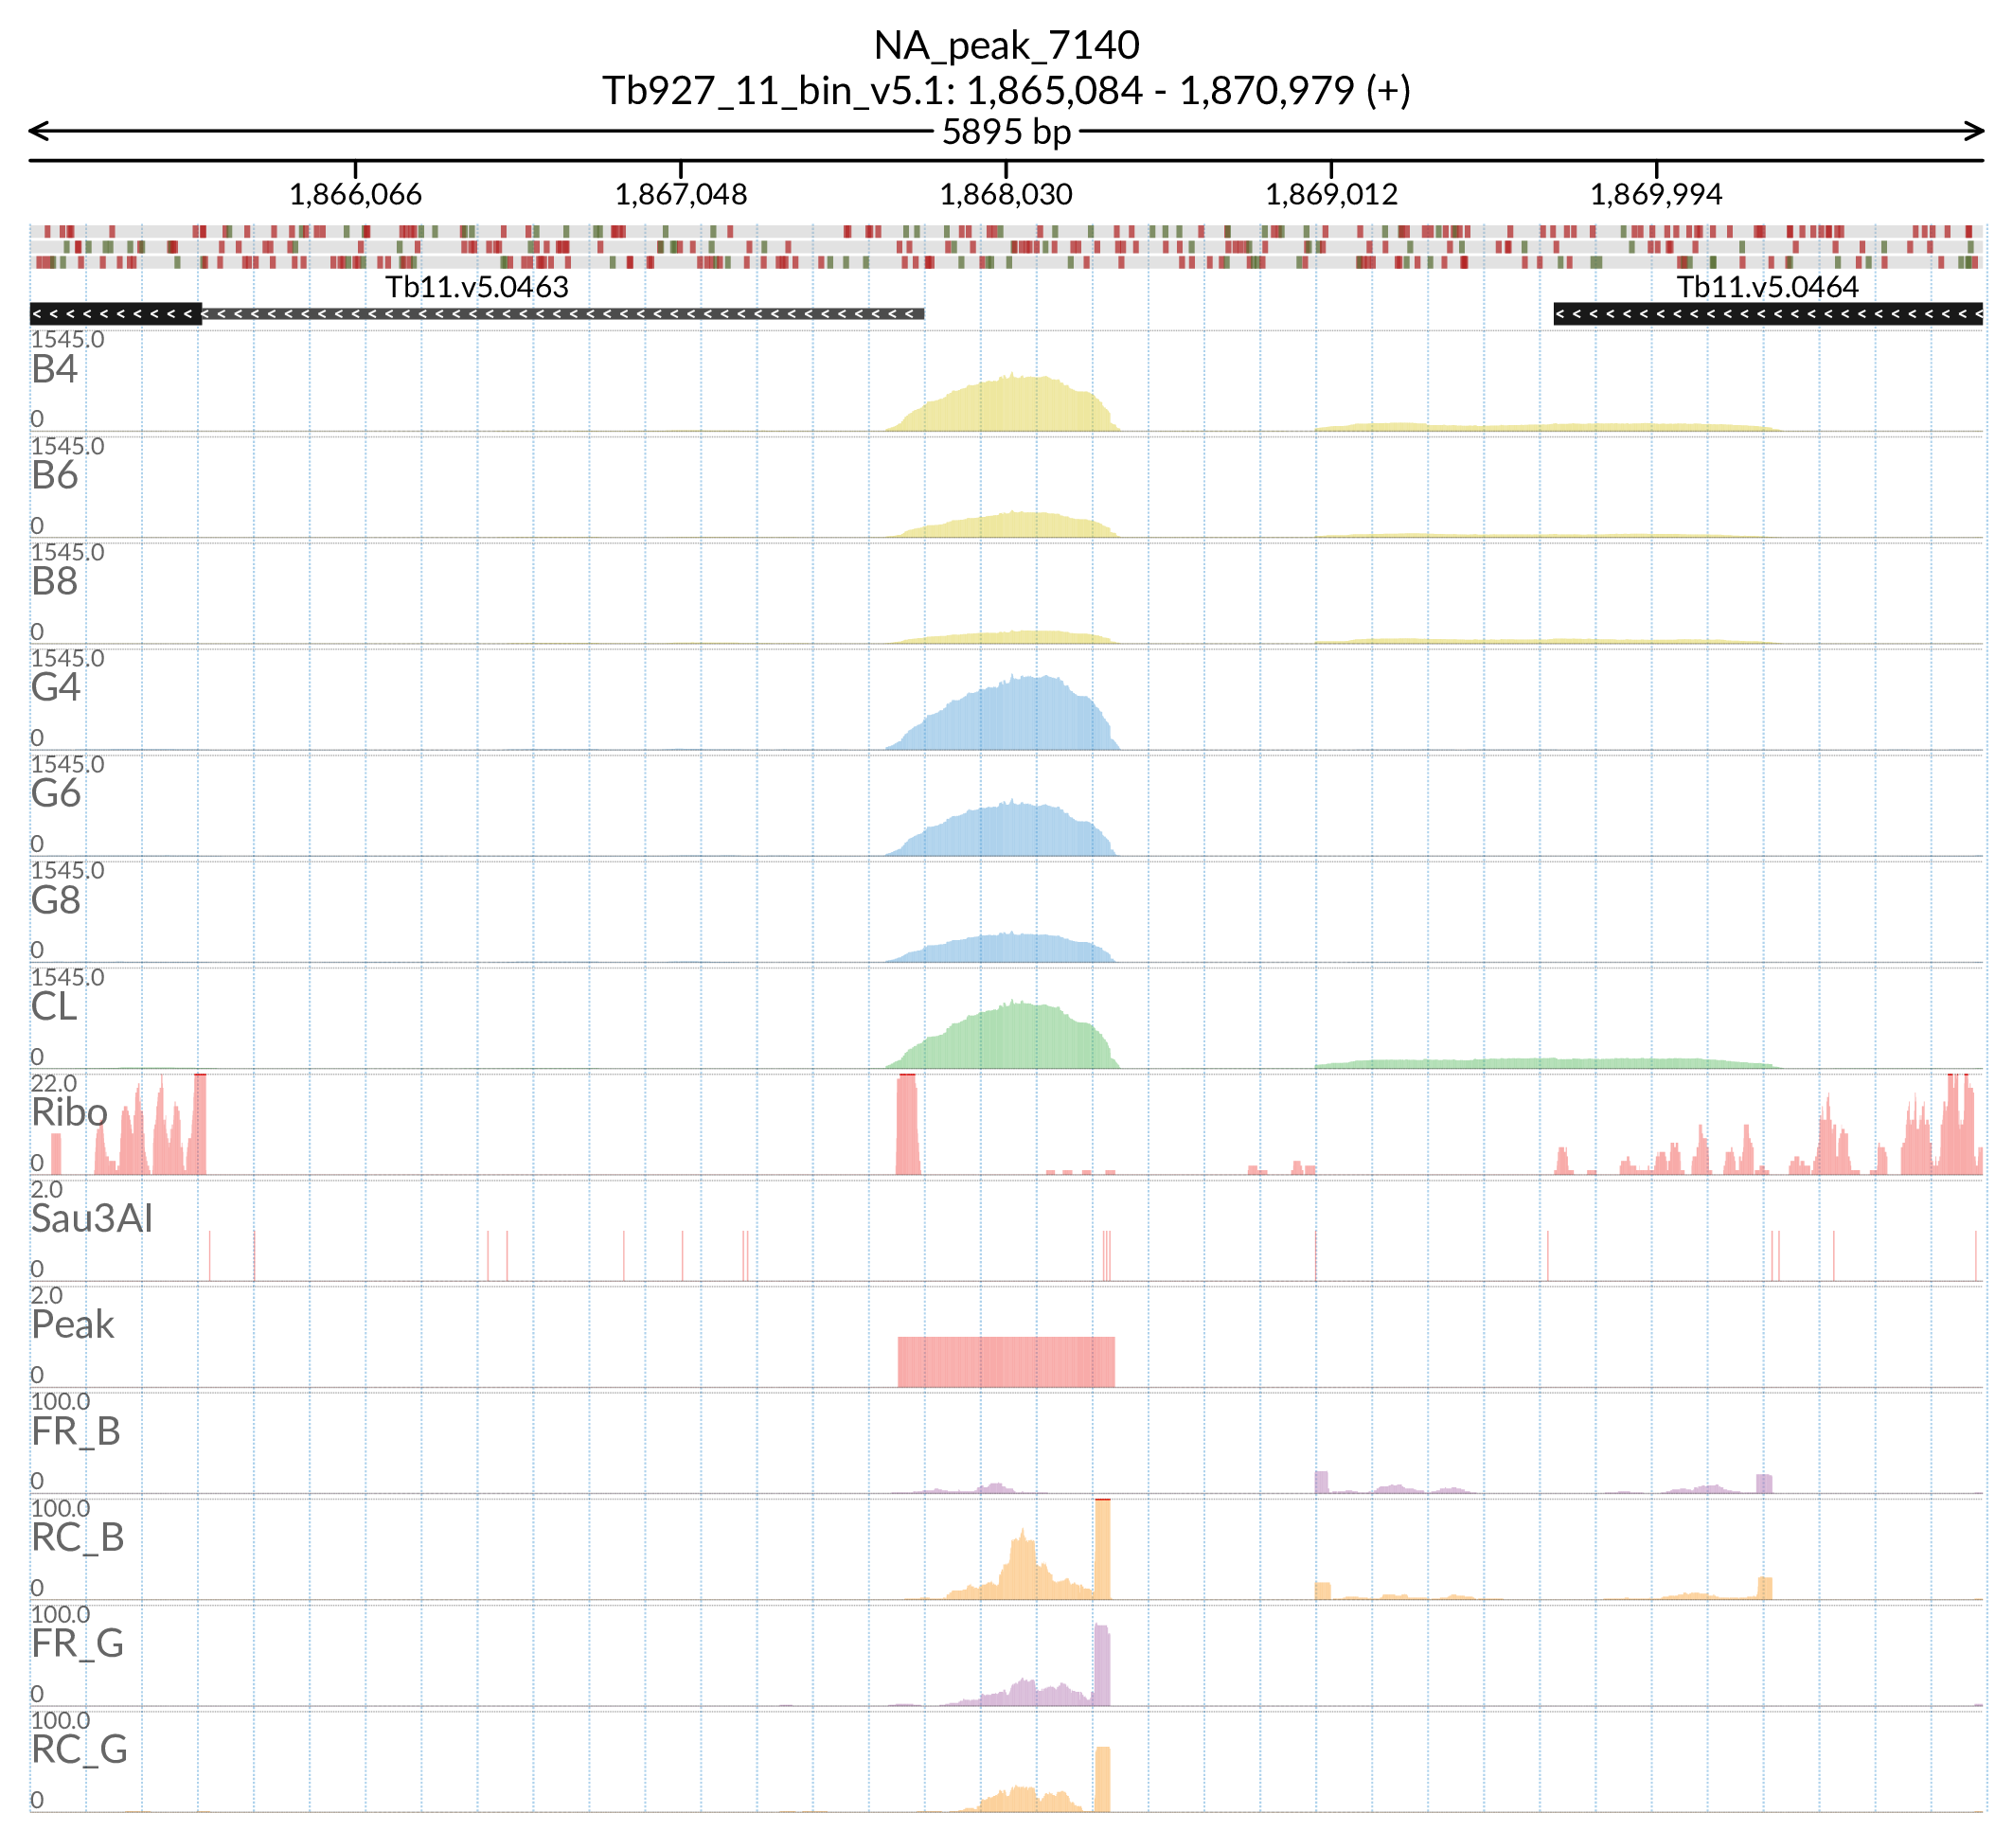 NA_peak_7140
Tb927_11_bin_v5.1: 1,865,084 - 1,870,979 (+)
5895 bp
1,866,066 1,867,048 1,868,030 1,869,012 1,869,994
Tb11.v5.0463 Tb11.v5.0464
1545.0
B4
0
1545.0
B6
0
1545.0
B8
0
1545.0
G4
0
1545.0
G6
0
1545.0
G8
0
1545.0
CL
0
22.0
Ribo
0
2.0
Sau3AI
0
2.0
Peak
0
100.0
FR_B
0
100.0
RC_B
0
100.0
FR_G
0
100.0
RC_G
0